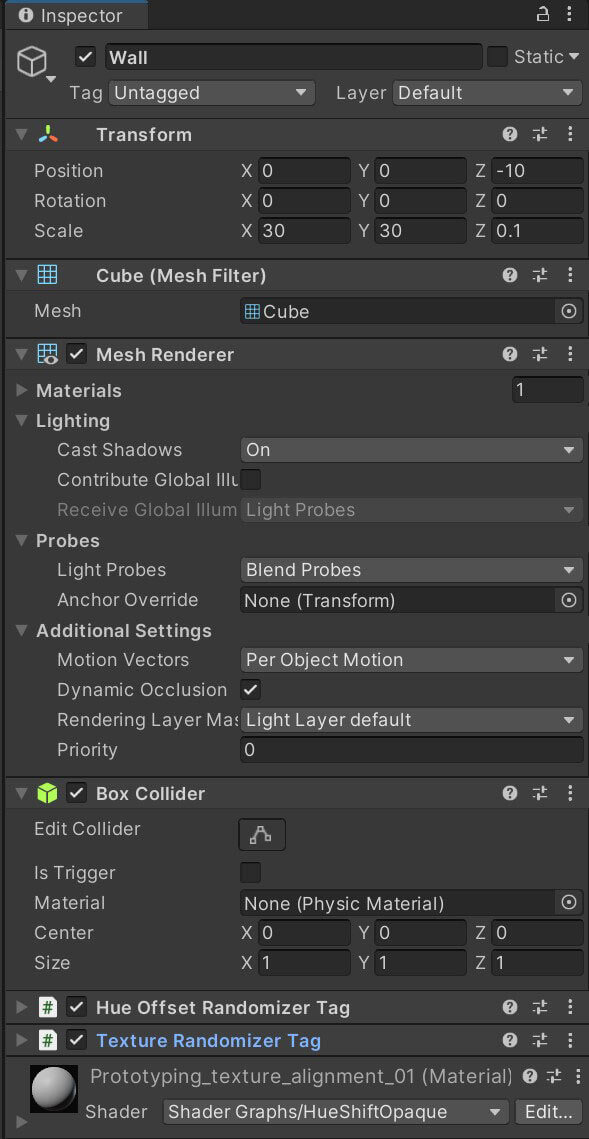 Inspector
Wall
Static
Tag Untagged Layer Default
Transform
Position X 0 Y 0 Z -10
Rotation X 0 Y 0 Z 0
Scale X 30 Y 30 Z 0.1
Cube (Mesh Filter)
Mesh Cube
Mesh Renderer
Materials 1
Lighting
Cast Shadows On
Contribute Global Illu
Receive Global Illum Light Probes
Probes
Light Probes Blend Probes
Anchor Override None (Transform)
Additional Settings
Motion Vectors Per Object Motion
Dynamic Occlusion
Rendering Layer Mas Light Layer default
Priority 0
Box Collider
Edit Collider
Is Trigger
Material None (Physic Material)
Center X 0 Y 0 Z 0
Size X 1 Y 1 Z 1
# Hue Offset Randomizer Tag
# Texture Randomizer Tag
Prototyping_texture_alignment_01 (Material)
Shader Shader Graphs/HueShiftOpaque Edit...